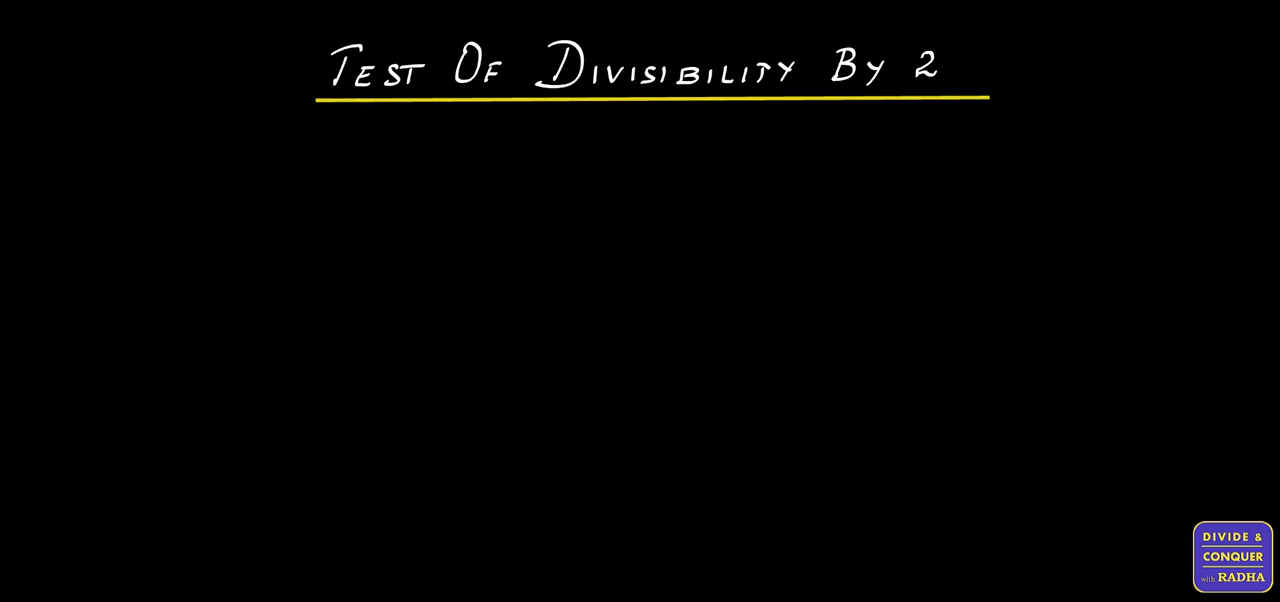 TEST OF DIVISIBILITY BY 2
DIVIDE &
CONQUER
with RADHA